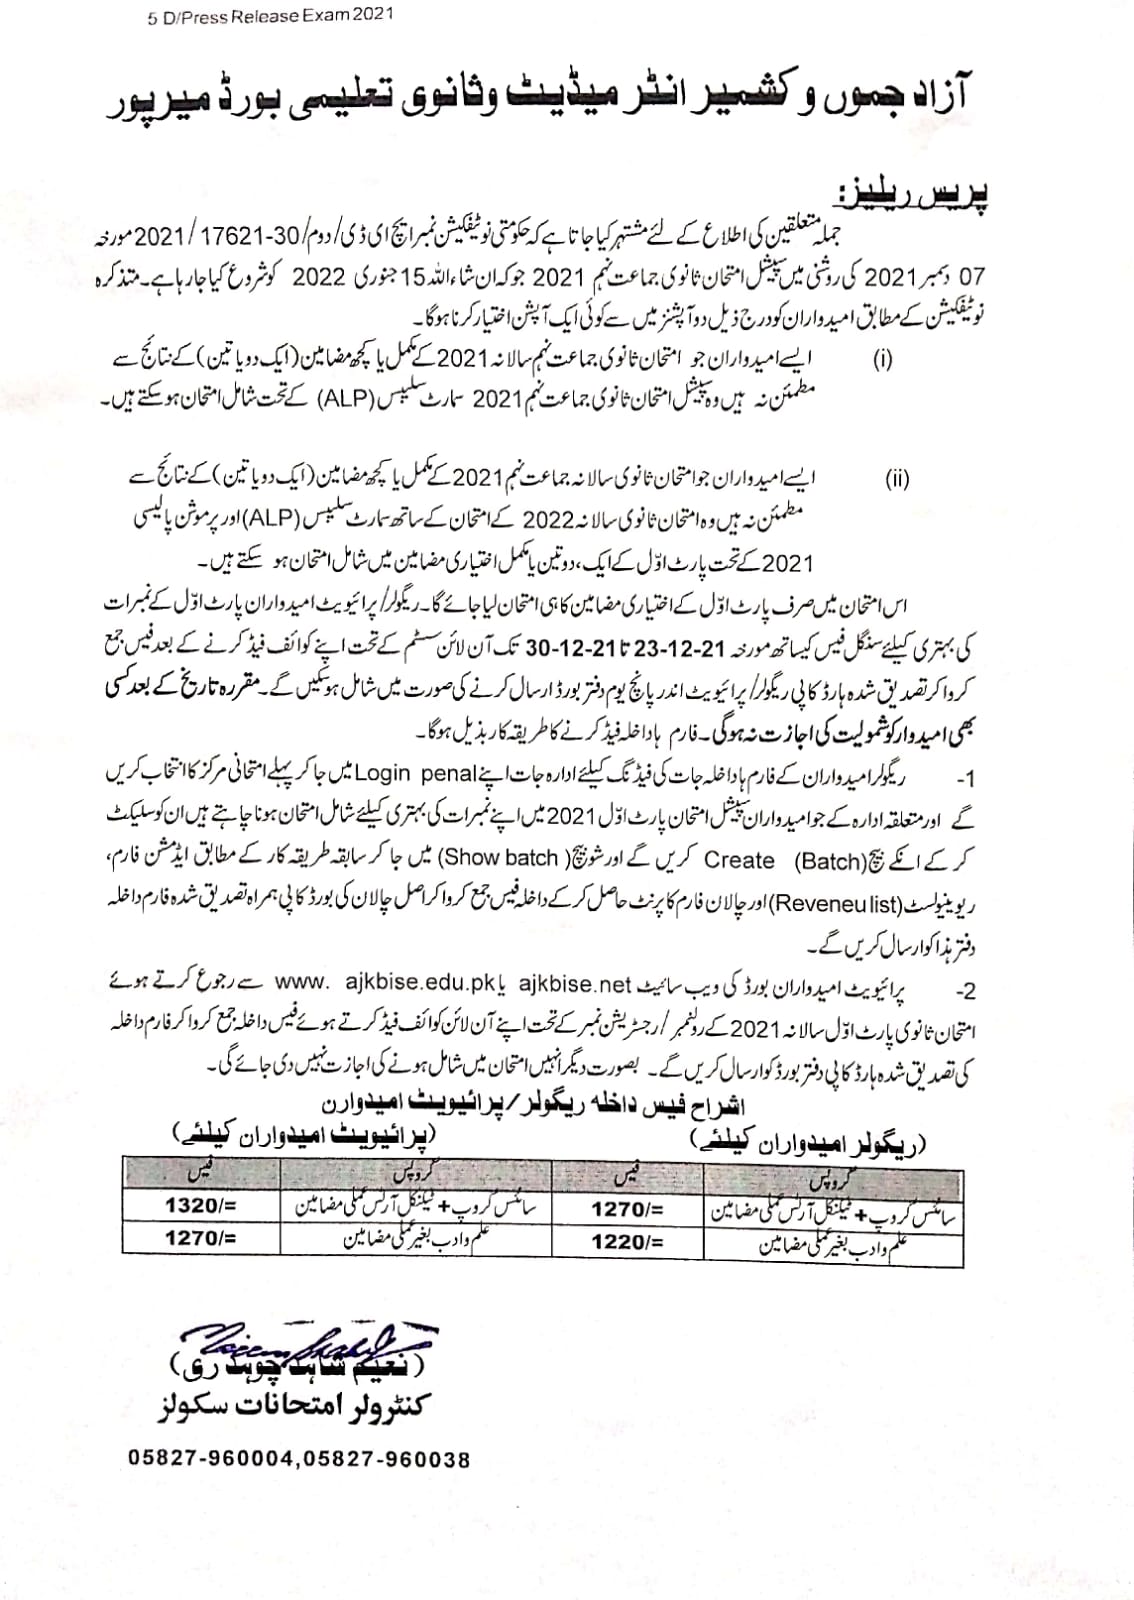 5 D/Press Release Exam 2021
آزاد جموں و کشمیر انٹر میڈیٹ وثانوی تعلیمی بورڈ میرپور
پریس ریلیز:
جملہ متعلقین کی اطلاع کے لئے مشتہر کیا جاتا ہے کہ حکومتی نوٹیفکیشن نمبر ایچ ای ڈی/دوم/30-17621/2021 مورخہ
07 دسمبر 2021 کی روشنی میں سپیشل امتحان ثانوی جماعت نہم 2021 جو کہ ان شاء اللہ 15 جنوری 2022 کو شروع کیا جا رہا ہے۔ متذکرہ
نوٹیفکیشن کے مطابق امیدواران کو درج ذیل دو آپشنز میں سے کوئی ایک آپشن اختیار کرنا ہوگا۔
(i) ایسے امیدواران جو امتحان ثانوی جماعت نہم سالانہ 2021 کے مکمل یا کچھ مضامین (ایک دو یا تین) کے نتائج سے
مطمئن نہ ہیں وہ سپیشل امتحان ثانوی جماعت نہم 2021 سمارٹ سلیبس (ALP) کے تحت شامل امتحان ہو سکتے ہیں۔
(ii) ایسے امیدواران جو امتحان ثانوی سالانہ جماعت نہم 2021 کے مکمل یا کچھ مضامین (ایک دو یا تین) کے نتائج سے
مطمئن نہ ہیں وہ امتحان ثانوی سالانہ 2022 کے امتحان کے ساتھ سمارٹ سلیبس (ALP) اور پرموشن پالیسی
2021 کے تحت پارٹ اوّل کے ایک، دو تین یا مکمل اختیاری مضامین میں شامل امتحان ہو سکتے ہیں۔
اس امتحان میں صرف پارٹ اوّل کے اختیاری مضامین کا ہی امتحان لیا جائے گا۔ ریگولر/پرائیویٹ امیدواران پارٹ اوّل کے نمبرات
کی بہتری کیلئے سنگل فیس کیساتھ مورخہ 23-12-21 تا 30-12-21 تک آن لائن سسٹم کے تحت اپنے کوائف فیڈ کرنے کے بعد فیس جمع
کروا کر تصدیق شدہ ہارڈ کاپی ریگولر/پرائیویٹ اندر پانچ یوم دفتر بورڈ ارسال کرنے کی صورت میں شامل ہو سکیں گے۔ مقررہ تاریخ کے بعد کسی
بھی امیدوار کو شمولیت کی اجازت نہ ہوگی۔ فارم ہا داخلہ فیڈ کرنے کا طریقہ کار بذیل ہوگا۔
1- ریگولر امیدواران کے فارم ہا داخلہ جات کی فیڈنگ کیلئے ادارہ جات اپنے Login penal میں جا کر پہلے امتحانی مرکز کا انتخاب کریں
گے اور متعلقہ ادارہ کے جو امیدواران سپیشل امتحان پارٹ اوّل 2021 میں اپنے نمبرات کی بہتری کیلئے شامل امتحان ہونا چاہتے ہیں ان کو سلیکٹ
کر کے انکے بیچ (Batch) Create کریں گے اور شو بیچ (Show batch) میں جا کر سابقہ طریقہ کار کے مطابق ایڈمشن فارم،
ریوینیولسٹ (Reveneu list) اور چالان فارم کا پرنٹ حاصل کر کے داخلہ فیس جمع کروا کر اصل چالان کی بورڈ کاپی ہمراہ تصدیق شدہ فارم داخلہ
دفتر ہذا کو ارسال کریں گے۔
2- پرائیویٹ امیدواران بورڈ کی ویب سائیٹ ajkbise.net یا www. ajkbise.edu.pk سے رجوع کرتے ہوئے
امتحان ثانوی پارٹ اوّل سالانہ 2021 کے رولنمبر/رجسٹریشن نمبر کے تحت اپنے آن لائن کوائف فیڈ کرتے ہوئے فیس داخلہ جمع کروا کر فارم داخلہ
کی تصدیق شدہ ہارڈ کاپی دفتر بورڈ کو ارسال کریں گے۔ بصورت دیگر انہیں امتحان میں شامل ہونے کی اجازت نہیں دی جائے گی۔
اشراح فیس داخلہ ریگولر/پرائیویٹ امیدوارن
(ریگولر امیدواران کیلئے) (پرائیویٹ امیدواران کیلئے)
گروپس فیس گروپس فیس
سائنس گروپ + ٹیکنکل آرٹس عملی مضامین 1270/= سائنس گروپ + ٹیکنکل آرٹس عملی مضامین 1320/=
علم و ادب بغیر عملی مضامین 1220/= علم و ادب بغیر عملی مضامین 1270/=
(نعیم شاہد چوہدری)
کنٹرولر امتحانات سکولز
05827-960004,05827-960038